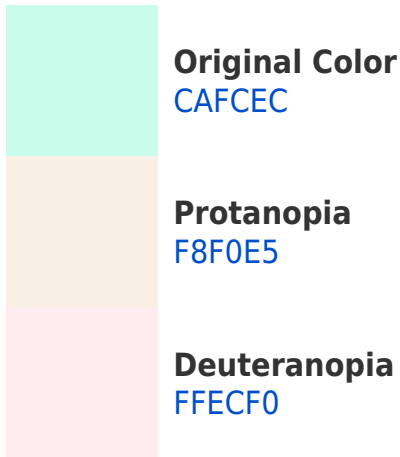 Original Color
CAFCEC
Protanopia
F8F0E5
Deuteranopia
FFECF0